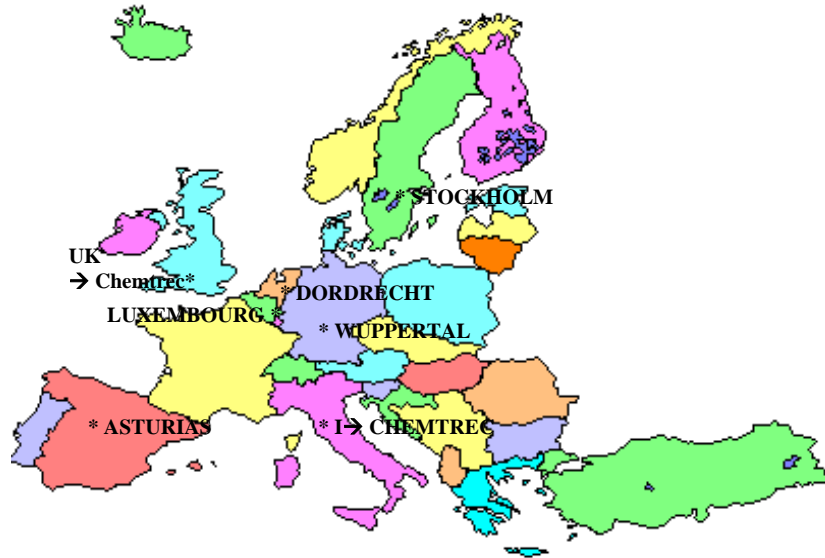 * STOCKHOLM
UK
→ Chemtrec*
* DORDRECHT
LUXEMBOURG *
* WUPPERTAL
* ASTURIAS
* I→ CHEMTREC